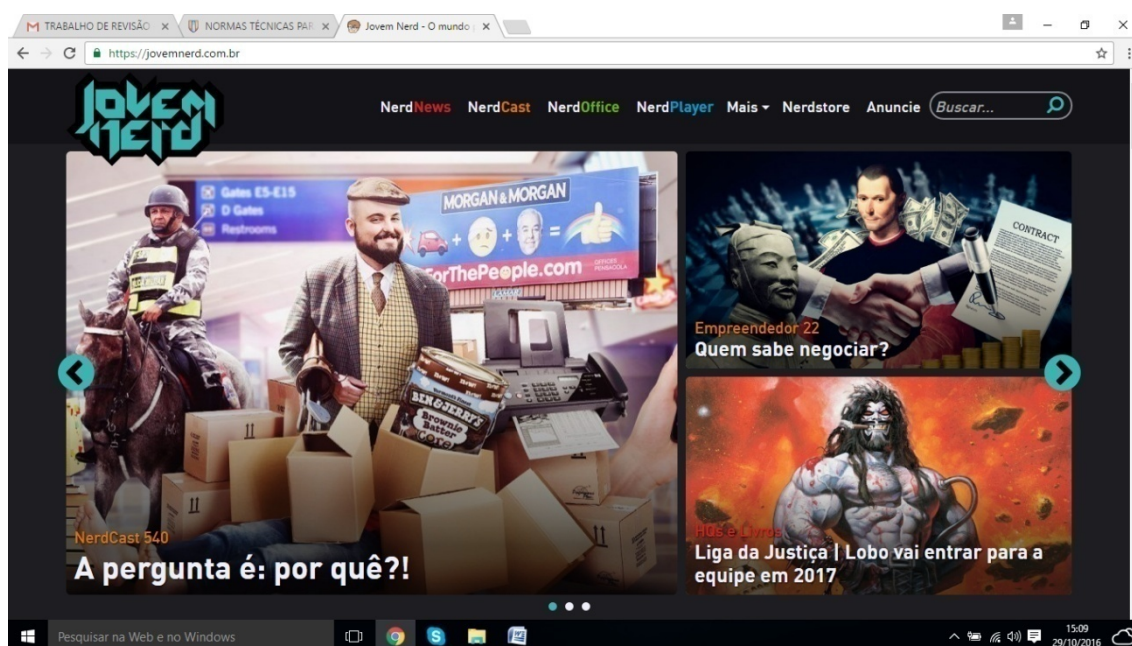 TRABALHO DE REVISÃO
NORMAS TÉCNICAS PAR
Jovem Nerd - O mundo
https://jovemnerd.com.br
JOVEM
NERD
NerdNews NerdCast NerdOffice NerdPlayer Mais Nerdstore Anuncie Buscar...
Gates E5-E15
D Gates
Restrooms
MORGAN & MORGAN
ForThePeople.com
BEN & JERRY'S
Brownie
Batter
Core
NerdCast 540
A pergunta é: por quê?!
CONTRACT
Empreendedor 22
Quem sabe negociar?
HQs e Livros
Liga da Justiça | Lobo vai entrar para a
equipe em 2017
Pesquisar na Web e no Windows
15:09
29/10/2016